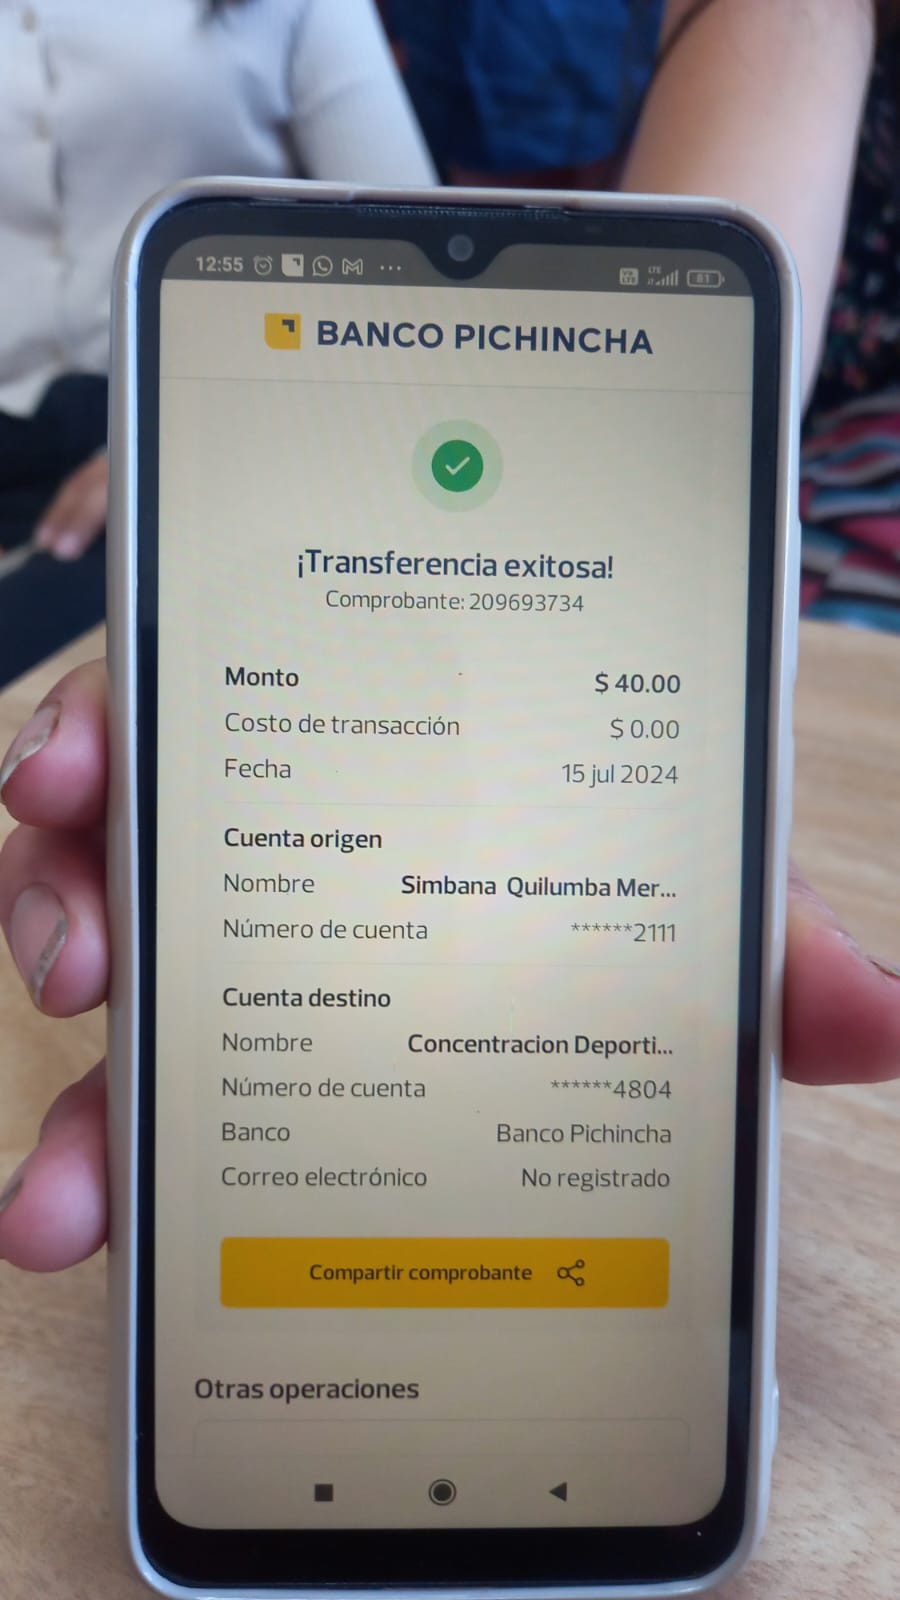 12:55
LTE
81
BANCO PICHINCHA
¡Transferencia exitosa!
Comprobante: 209693734
Monto $ 40.00
Costo de transacción $ 0.00
Fecha 15 jul 2024
Cuenta origen
Nombre Simbana Quilumba Mer...
Número de cuenta ******2111
Cuenta destino
Nombre Concentracion Deporti...
Número de cuenta ******4804
Banco Banco Pichincha
Correo electrónico No registrado
Compartir comprobante
Otras operaciones